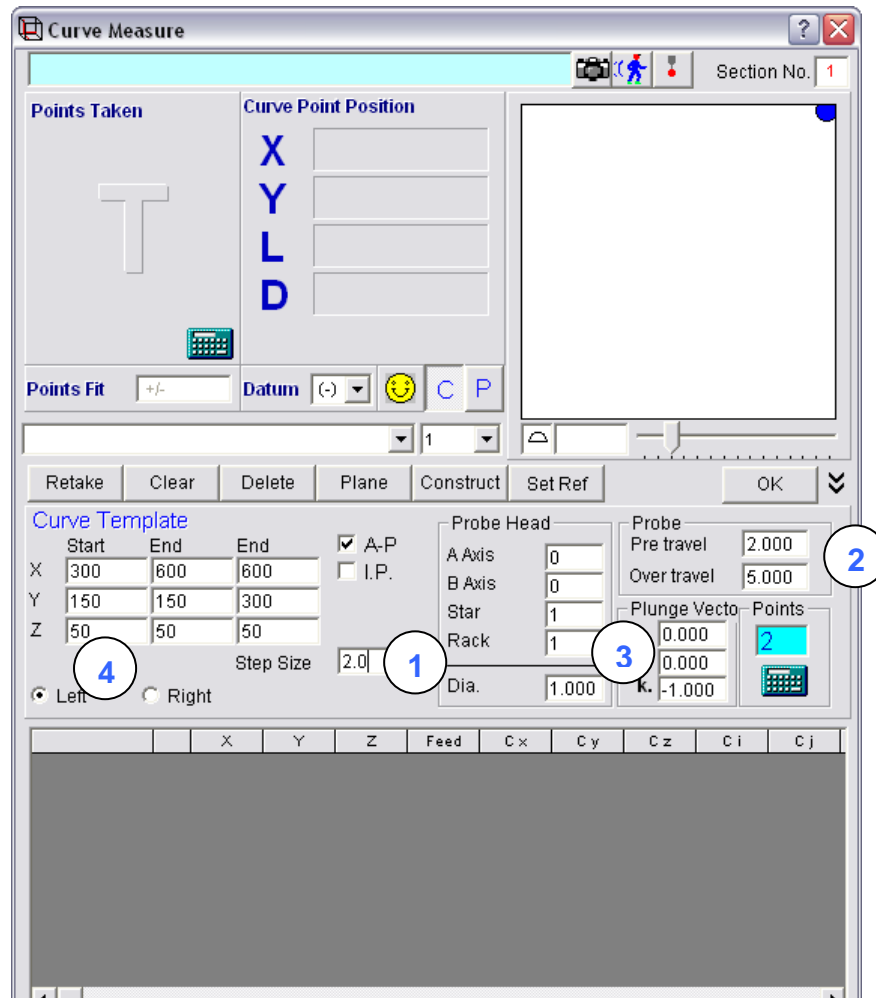 Curve Measure
Section No. 1
Points Taken
Curve Point Position
T
X
Y
L
D
Points Fit +/- Datum (-) C P
1
Retake Clear Delete Plane Construct Set Ref OK
Curve Template
Start End End
X 300 600 600
Y 150 150 300
Z 50 50 50
A-P
I.P.
Step Size 2.0
Left Right
4
1
Probe Head
A Axis 0
B Axis 0
Star 1
Rack 1
Dia. 1.000
3
Probe
Pre travel 2.000
Over travel 5.000
2
Plunge Vecto
0.000
0.000
k. -1.000
Points
2
X Y Z Feed C x C y C z C i C j